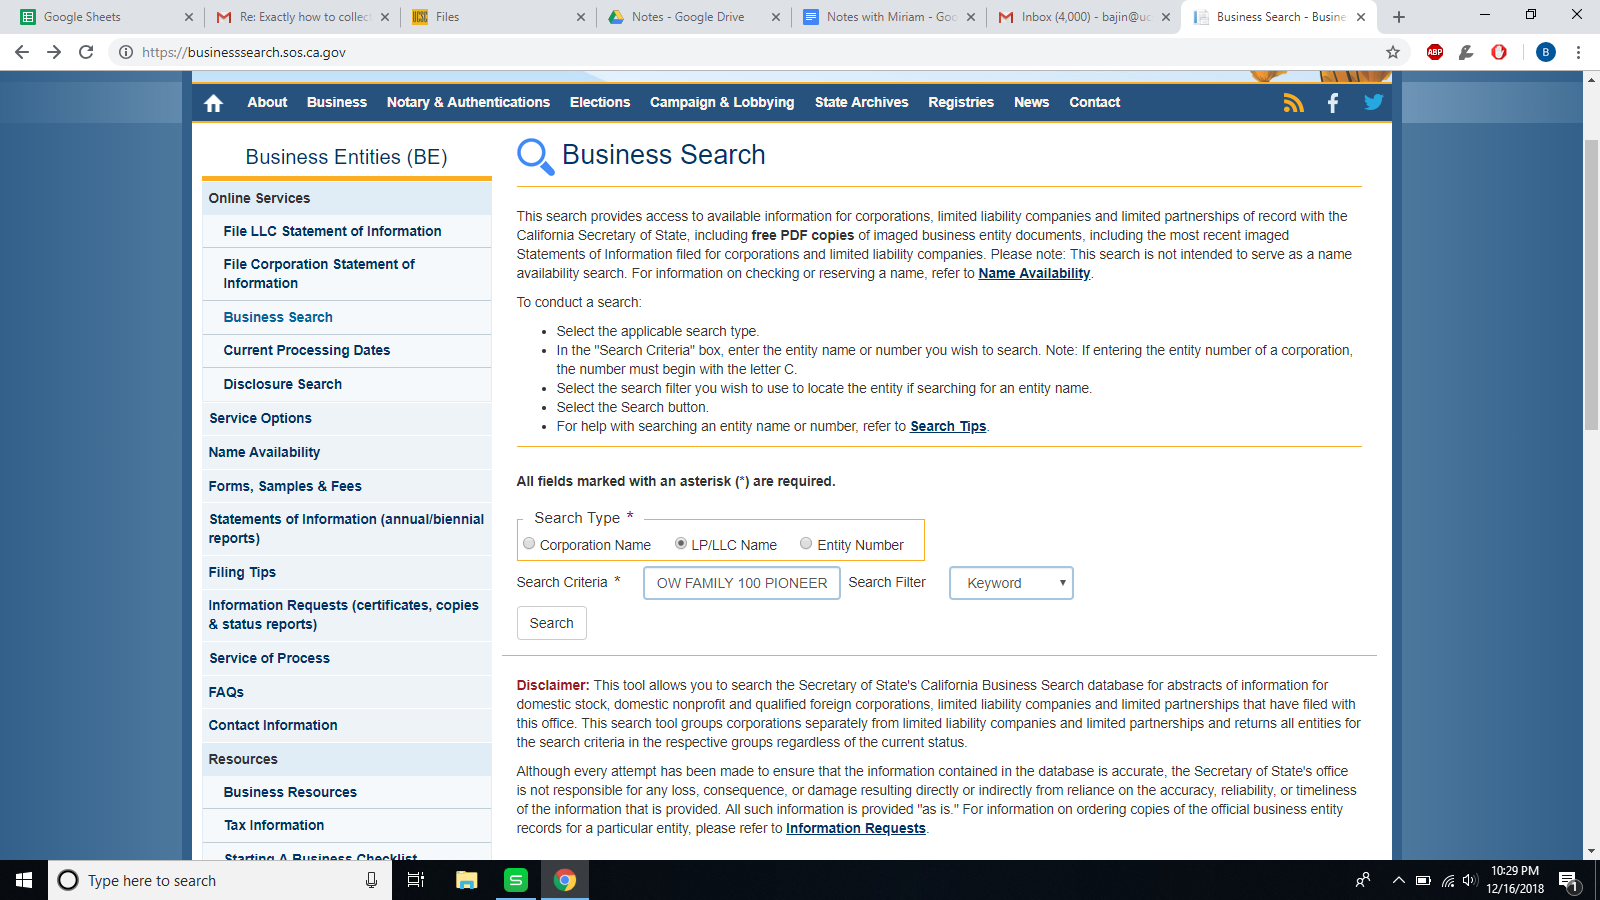 Google Sheets
Re: Exactly how to collect
Files
Notes - Google Drive
Notes with Miriam - Goo
Inbox (4,000) - bajin@uc
Business Search - Busine
https://businesssearch.sos.ca.gov
ABP
B
About Business Notary & Authentications Elections Campaign & Lobbying State Archives Registries News Contact
Business Entities (BE)
Online Services
File LLC Statement of Information
File Corporation Statement of
Information
Business Search
Current Processing Dates
Disclosure Search
Service Options
Name Availability
Forms, Samples & Fees
Statements of Information (annual/biennial
reports)
Filing Tips
Information Requests (certificates, copies
& status reports)
Service of Process
FAQs
Contact Information
Resources
Business Resources
Tax Information
Starting A Business Checklist
Business Search
This search provides access to available information for corporations, limited liability companies and limited partnerships of record with the
California Secretary of State, including free PDF copies of imaged business entity documents, including the most recent imaged
Statements of Information filed for corporations and limited liability companies. Please note: This search is not intended to serve as a name
availability search. For information on checking or reserving a name, refer to Name Availability.
To conduct a search:
• Select the applicable search type.
• In the "Search Criteria" box, enter the entity name or number you wish to search. Note: If entering the entity number of a corporation,
the number must begin with the letter C.
• Select the search filter you wish to use to locate the entity if searching for an entity name.
• Select the Search button.
• For help with searching an entity name or number, refer to Search Tips.
All fields marked with an asterisk (*) are required.
Search Type *
Corporation Name LP/LLC Name Entity Number
Search Criteria * OW FAMILY 100 PIONEER Search Filter Keyword
Search
Disclaimer: This tool allows you to search the Secretary of State's California Business Search database for abstracts of information for
domestic stock, domestic nonprofit and qualified foreign corporations, limited liability companies and limited partnerships that have filed with
this office. This search tool groups corporations separately from limited liability companies and limited partnerships and returns all entities for
the search criteria in the respective groups regardless of the current status.
Although every attempt has been made to ensure that the information contained in the database is accurate, the Secretary of State's office
is not responsible for any loss, consequence, or damage resulting directly or indirectly from reliance on the accuracy, reliability, or timeliness
of the information that is provided. All such information is provided "as is." For information on ordering copies of the official business entity
records for a particular entity, please refer to Information Requests.
Type here to search
10:29 PM
12/16/2018
1